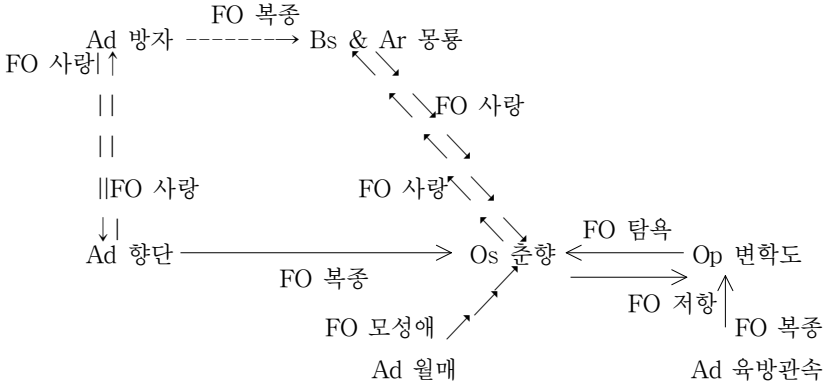 FO 복종
Ad 방자 Bs & Ar 몽룡
FO 사랑
FO 사랑
FO 사랑 FO 사랑
Ad 향단 Os 춘향 FO 탐욕 Op 변학도
FO 복종 FO 저항
FO 모성애 FO 복종
Ad 월매 Ad 육방관속